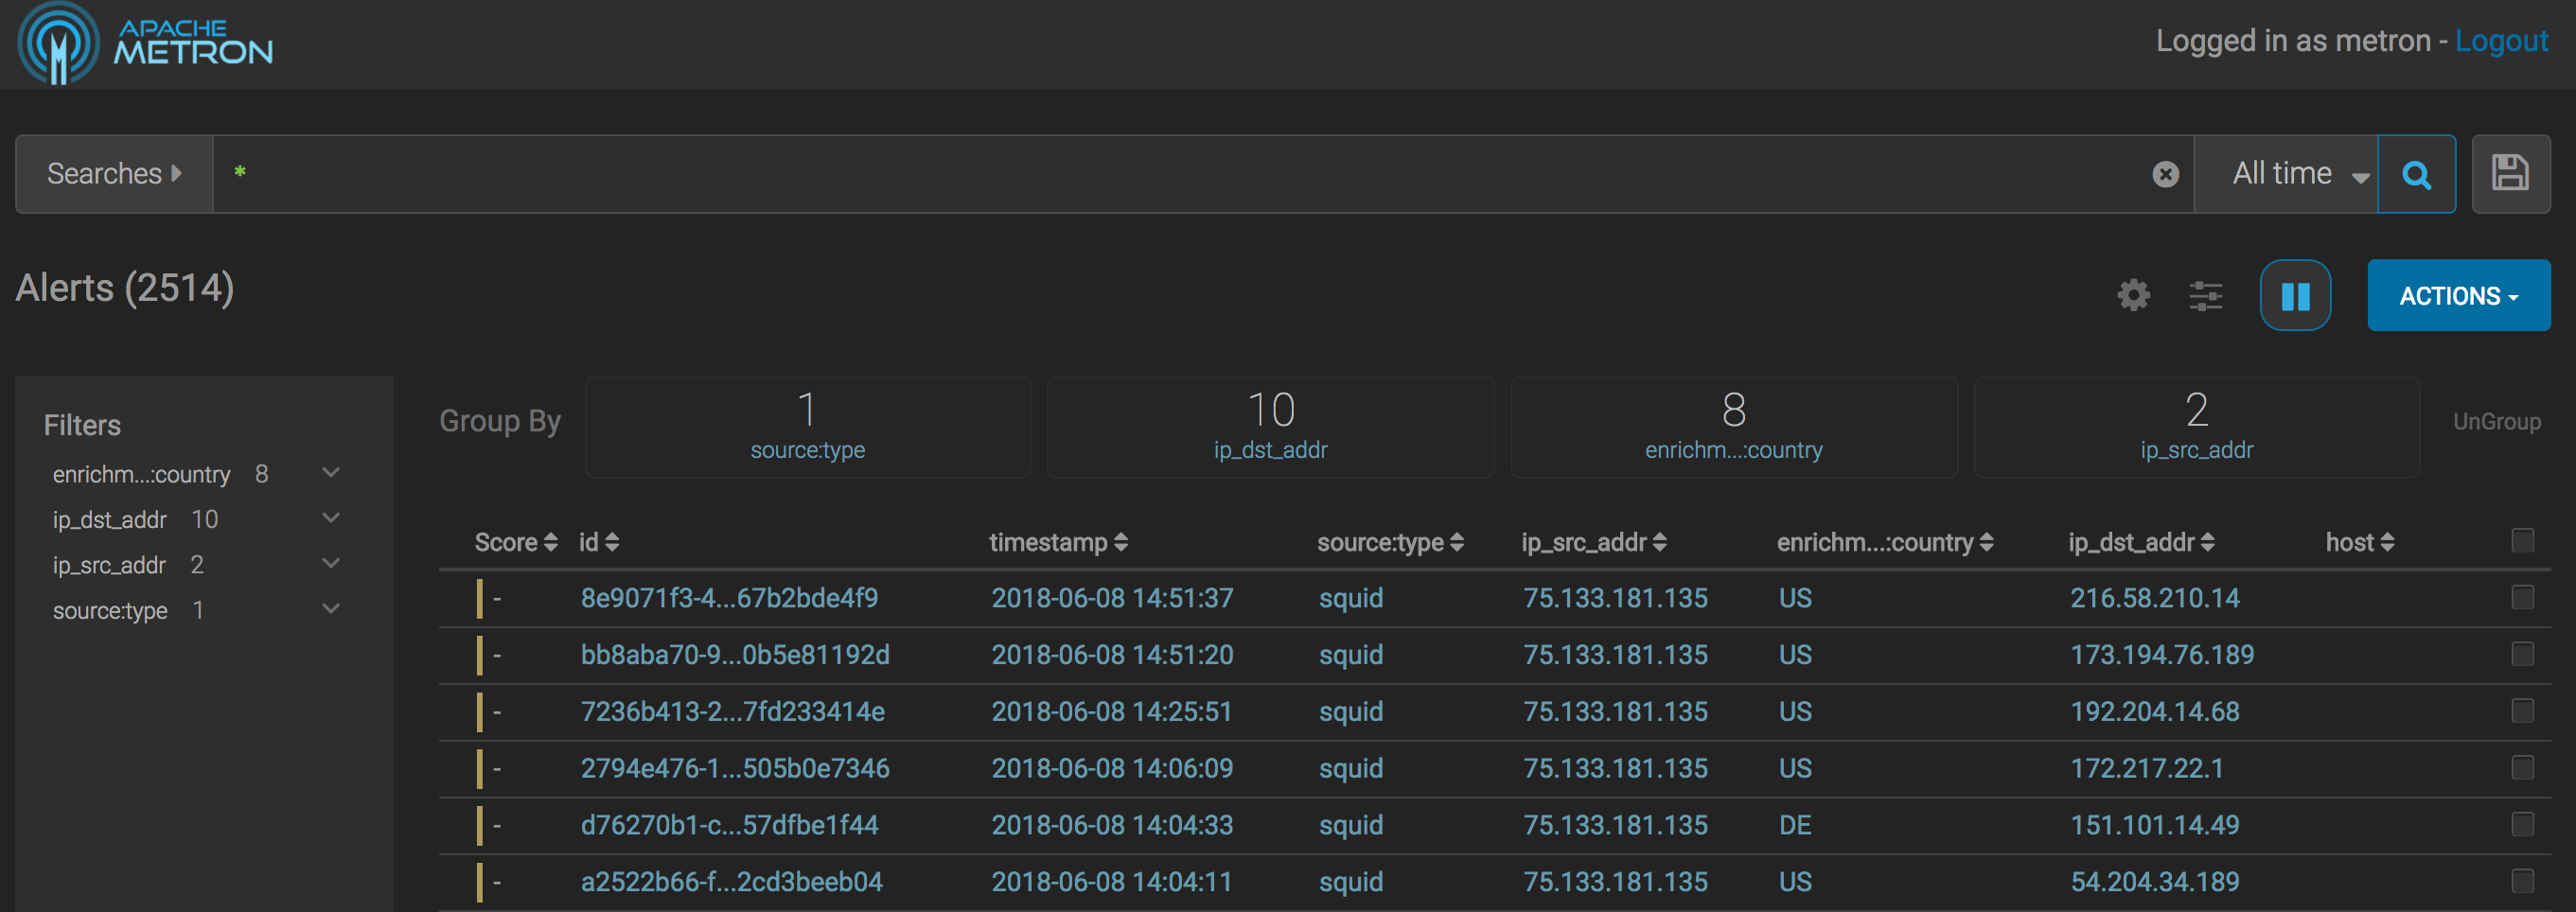 APACHE
METRON
Logged in as metron - Logout
Searches * All time
Alerts (2514)
ACTIONS
Filters
enrichm...:country 8
ip_dst_addr 10
ip_src_addr 2
source:type 1
Group By
1
source:type
10
ip_dst_addr
8
enrichm...:country
2
ip_src_addr
UnGroup
Score id timestamp source:type ip_src_addr enrichm...:country ip_dst_addr host
- 8e9071f3-4...67b2bde4f9 2018-06-08 14:51:37 squid 75.133.181.135 US 216.58.210.14
- bb8aba70-9...0b5e81192d 2018-06-08 14:51:20 squid 75.133.181.135 US 173.194.76.189
- 7236b413-2...7fd233414e 2018-06-08 14:25:51 squid 75.133.181.135 US 192.204.14.68
- 2794e476-1...505b0e7346 2018-06-08 14:06:09 squid 75.133.181.135 US 172.217.22.1
- d76270b1-c...57dfbe1f44 2018-06-08 14:04:33 squid 75.133.181.135 DE 151.101.14.49
- a2522b66-f...2cd3beeb04 2018-06-08 14:04:11 squid 75.133.181.135 US 54.204.34.189